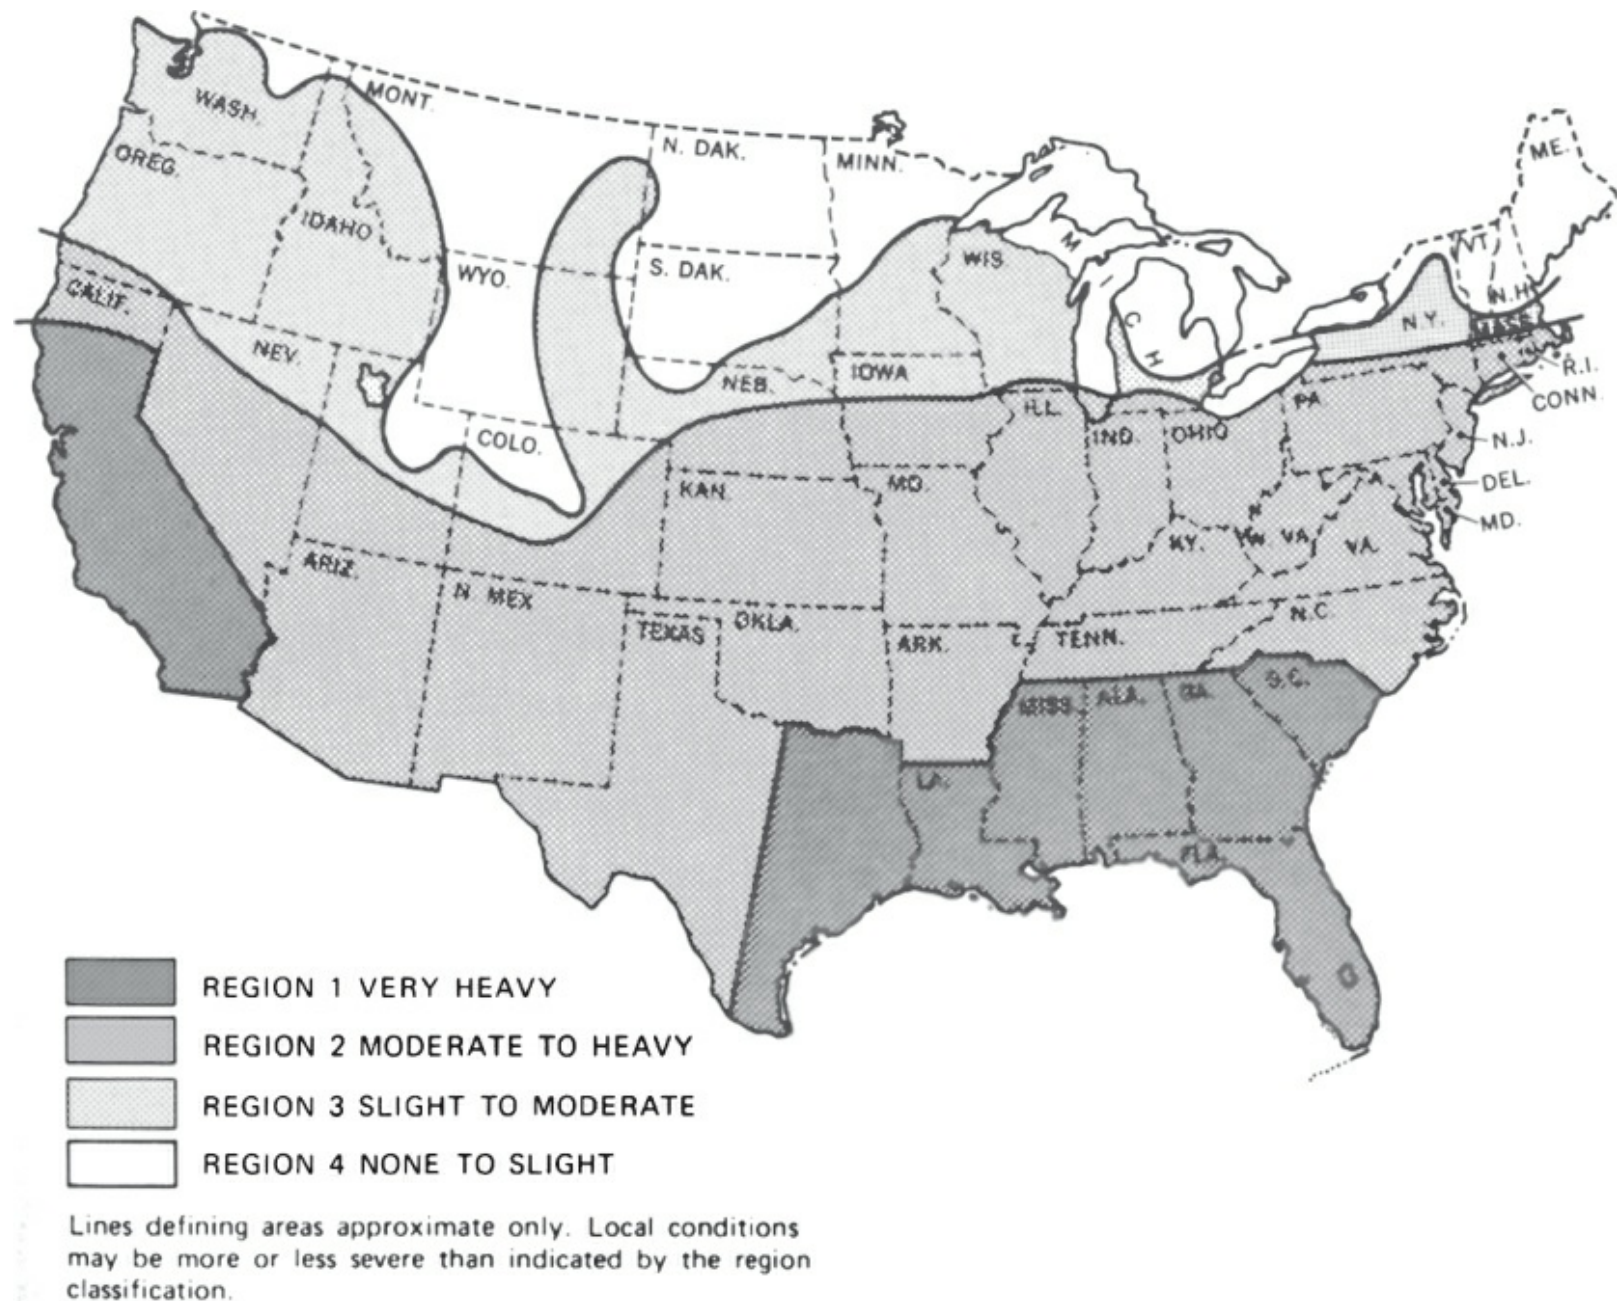 WASH.
MONT.
N. DAK.
MINN.
ME.
OREG.
IDAHO
WYO.
S. DAK.
WIS
M
VT.
N.H.
CALIF.
NEV.
NEB.
IOWA
C
H
N.Y.
MASS
R.I.
CONN.
COLO.
ILL.
IND.
OHIO
PA.
N.J.
KAN.
MO.
DEL.
MD.
ARIZ.
N. MEX
KY.
W. VA.
VA.
TEXAS
OKLA.
ARK.
TENN.
N.C.
MISS.
ALA.
GA.
S.C.
LA.
FLA.
REGION 1 VERY HEAVY
REGION 2 MODERATE TO HEAVY
REGION 3 SLIGHT TO MODERATE
REGION 4 NONE TO SLIGHT
Lines defining areas approximate only. Local conditions
may be more or less severe than indicated by the region
classification.